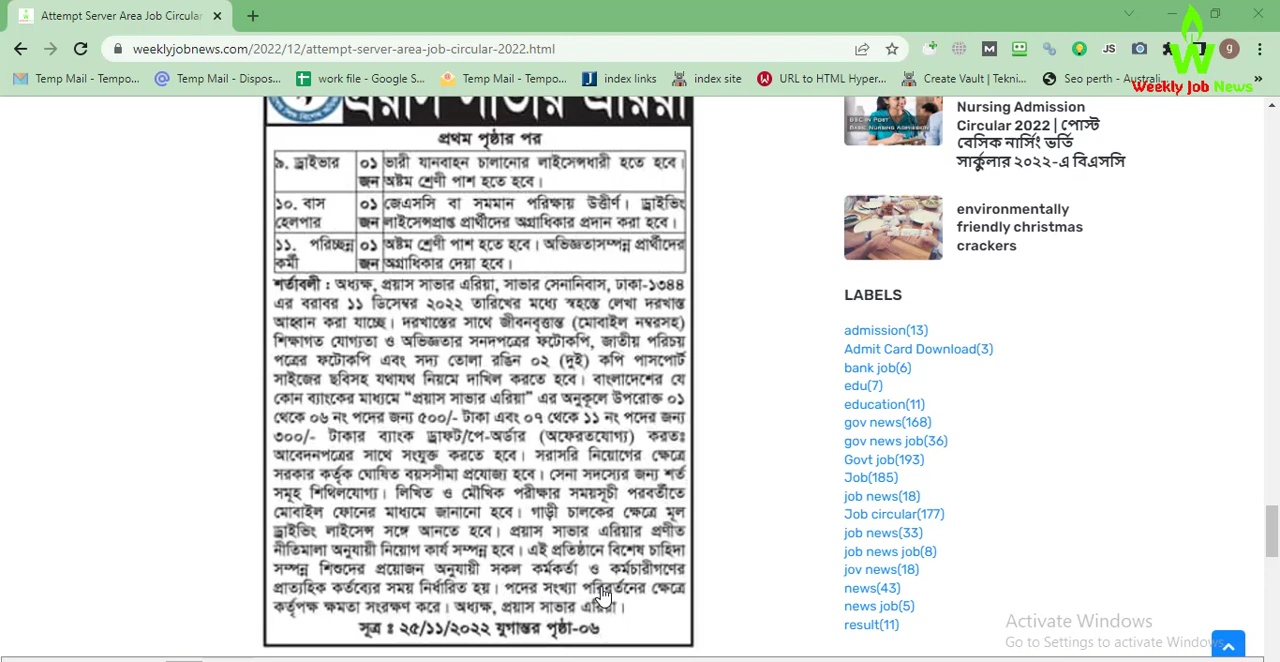 Attempt Server Area Job Circular
weeklyjobnews.com/2022/12/attempt-server-area-job-circular-2022.html
JS
g
Temp Mail - Tempo...
Temp Mail - Dispos...
work file - Google S...
Temp Mail - Tempo...
index links
index site
URL to HTML Hyper...
Create Vault | Tekni...
Seo perth - Australi...
Weekly Job News
এরিয়া
প্রথম পৃষ্ঠার পর
৯. ড্রাইভার ০১ ভারী যানবাহন চালানোর লাইসেন্সধারী হতে হবে।
জন অষ্টম শ্রেণী পাশ হতে হবে।
১০. বাস ০১ জেএসসি বা সমমান পরিক্ষায় উত্তীর্ণ। ড্রাইভিং
হেলপার জন লাইসেন্সপ্রাপ্ত প্রার্থীদের অগ্রাধিকার প্রদান করা হবে।
১১. পরিচ্ছন্ন ০১ অষ্টম শ্রেণী পাশ হতে হবে। অভিজ্ঞতাসম্পন্ন প্রার্থীদের
কর্মী জন অগ্রাধিকার দেয়া হবে।
শর্তাবলী : অধ্যক্ষ, প্রয়াস সাভার এরিয়া, সাভার সেনানিবাস, ঢাকা-১৩৪৪
এর বরাবর ১১ ডিসেম্বর ২০২২ তারিখের মধ্যে স্বহস্তে লেখা দরখাস্ত
আহ্বান করা যাচ্ছে। দরখাস্তের সাথে জীবনবৃত্তান্ত (মোবাইল নম্বরসহ)
শিক্ষাগত যোগ্যতা ও অভিজ্ঞতার সনদপত্রের ফটোকপি, জাতীয় পরিচয়
পত্রের ফটোকপি এবং সদ্য তোলা রঙিন ০২ (দুই) কপি পাসপোর্ট
সাইজের ছবিসহ যথাযথ নিয়মে দাখিল করতে হবে। বাংলাদেশের যে
কোন ব্যাংকের মাধ্যমে “প্রয়াস সাভার এরিয়া” এর অনুকূলে উপরোক্ত ০১
থেকে ০৬ নং পদের জন্য ৫০০/- টাকা এবং ০৭ থেকে ১১ নং পদের জন্য
৩০০/- টাকার ব্যাংক ড্রাফট/পে-অর্ডার (অফেরতযোগ্য) করতঃ
আবেদনপত্রের সাথে সংযুক্ত করতে হবে। সরাসরি নিয়োগের ক্ষেত্রে
সরকার কর্তৃক ঘোষিত বয়সসীমা প্রযোজ্য হবে। সেনা সদস্যের জন্য শর্ত
সমূহ শিথিলযোগ্য। লিখিত ও মৌখিক পরীক্ষার সময়সূচী পরবর্তীতে
মোবাইল ফোনের মাধ্যমে জানানো হবে। গাড়ী চালকের ক্ষেত্রে মূল
ড্রাইভিং লাইসেন্স সঙ্গে আনতে হবে। প্রয়াস সাভার এরিয়ার প্রণীত
নীতিমালা অনুযায়ী নিয়োগ কার্য সম্পন্ন হবে। এই প্রতিষ্ঠানে বিশেষ চাহিদা
সম্পন্ন শিশুদের প্রয়োজন অনুযায়ী সকল কর্মকর্তা ও কর্মচারীগণের
প্রাত্যহিক কর্তব্যের সময় নির্ধারিত হয়। পদের সংখ্যা পরিবর্তনের ক্ষেত্রে
কর্তৃপক্ষ ক্ষমতা সংরক্ষণ করে। অধ্যক্ষ, প্রয়াস সাভার এরিয়া।
সূত্র ঃ ২৫/১১/২০২২ যুগান্তর পৃষ্ঠা-০৬
Nursing Admission
Circular 2022 | পোস্ট
বেসিক নার্সিং ভর্তি
সার্কুলার ২০২২-এ বিএসসি
environmentally
friendly christmas
crackers
LABELS
admission(13)
Admit Card Download(3)
bank job(6)
edu(7)
education(11)
gov news(168)
gov news job(36)
Govt job(193)
Job(185)
job news(18)
Job circular(177)
job news(33)
job news job(8)
jov news(18)
news(43)
news job(5)
result(11)
Activate Windows
Go to Settings to activate Windows.